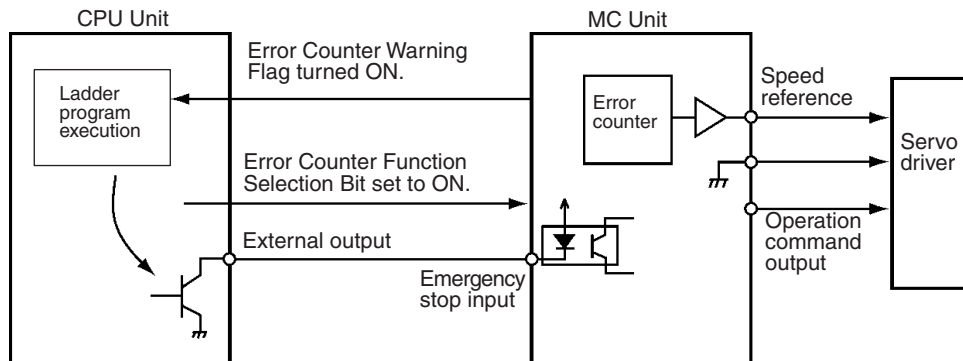 CPU Unit
MC Unit
Error Counter Warning
Flag turned ON.
Ladder
program
execution
Error
counter
Speed
reference
Servo
driver
Error Counter Function
Selection Bit set to ON.
External output
Emergency
stop input
Operation
command
output